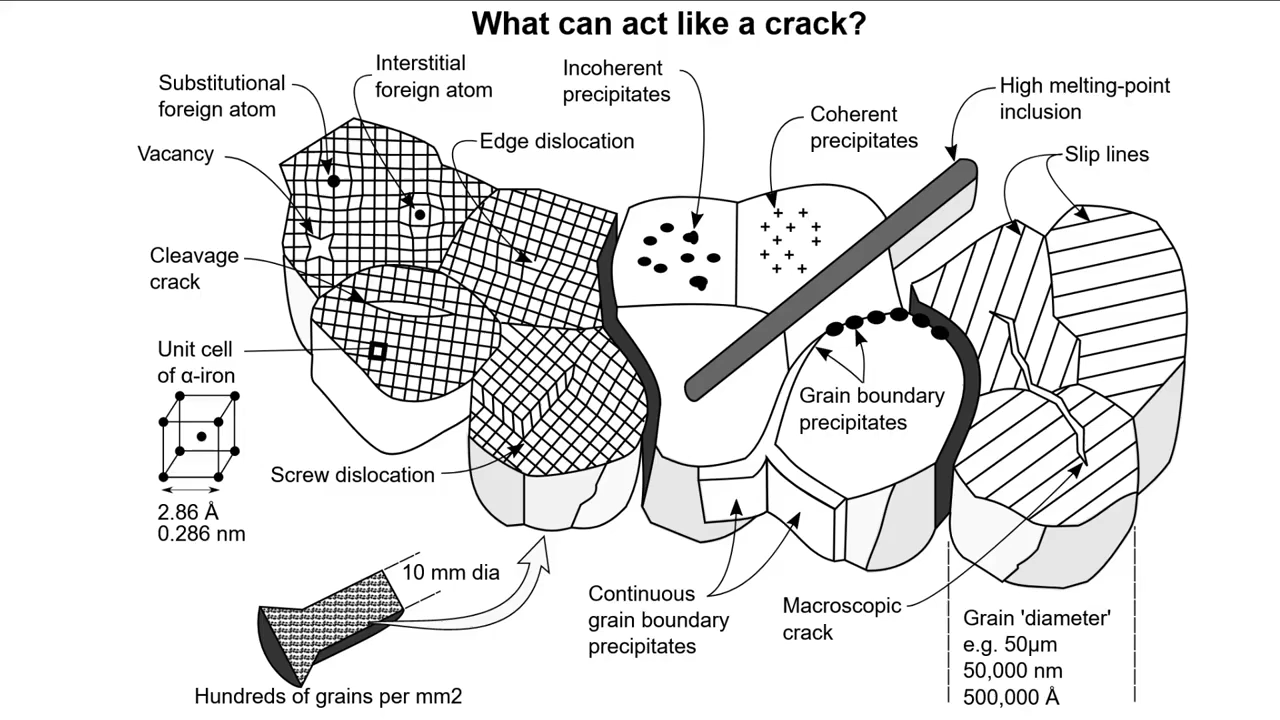 What can act like a crack?
Substitutional
foreign atom
Interstitial
foreign atom
Incoherent
precipitates
Coherent
precipitates
High melting-point
inclusion
Vacancy
Edge dislocation
Slip lines
Cleavage
crack
Unit cell
of α-iron
Grain boundary
precipitates
Screw dislocation
2.86 Å
0.286 nm
10 mm dia
Continuous
grain boundary
precipitates
Macroscopic
crack
Grain 'diameter'
e.g. 50µm
50,000 nm
500,000 Å
Hundreds of grains per mm2